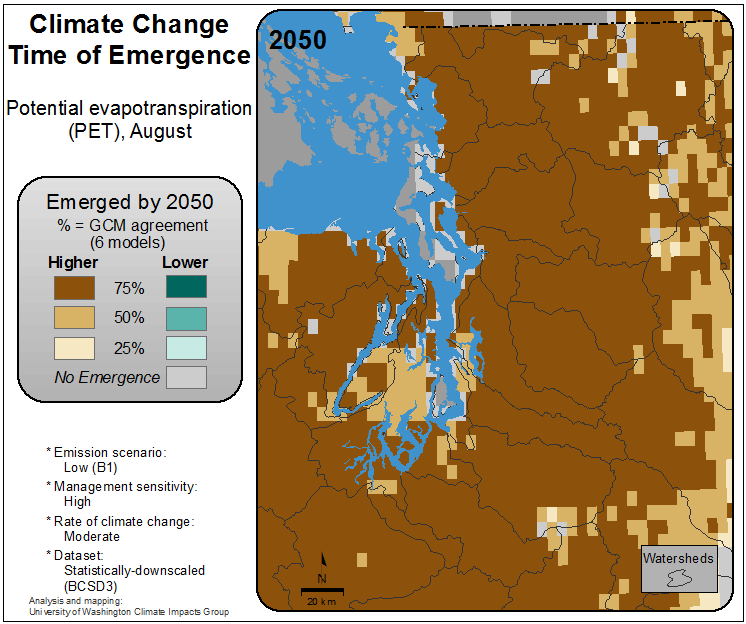 Climate Change
Time of Emergence
Potential evapotranspiration
(PET), August
Emerged by 2050
% = GCM agreement
(6 models)
Higher Lower
75%
50%
25%
No Emergence
* Emission scenario:
Low (B1)
* Management sensitivity:
High
* Rate of climate change:
Moderate
* Dataset:
Statistically-downscaled
(BCSD3)
Analysis and mapping:
University of Washington Climate Impacts Group
2050
N
20 km
Watersheds